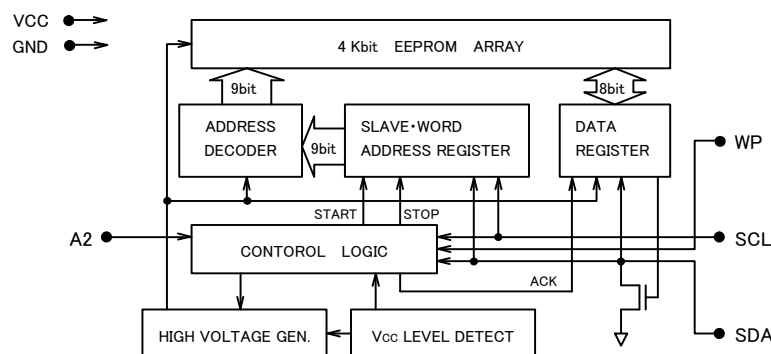 VCC
GND
4 Kbit EEPROM ARRAY
9bit
8bit
ADDRESS
DECODER
9bit
SLAVE・WORD
ADDRESS REGISTER
DATA
REGISTER
WP
START
STOP
A2
CONTOROL LOGIC
SCL
ACK
HIGH VOLTAGE GEN.
Vcc LEVEL DETECT
SDA